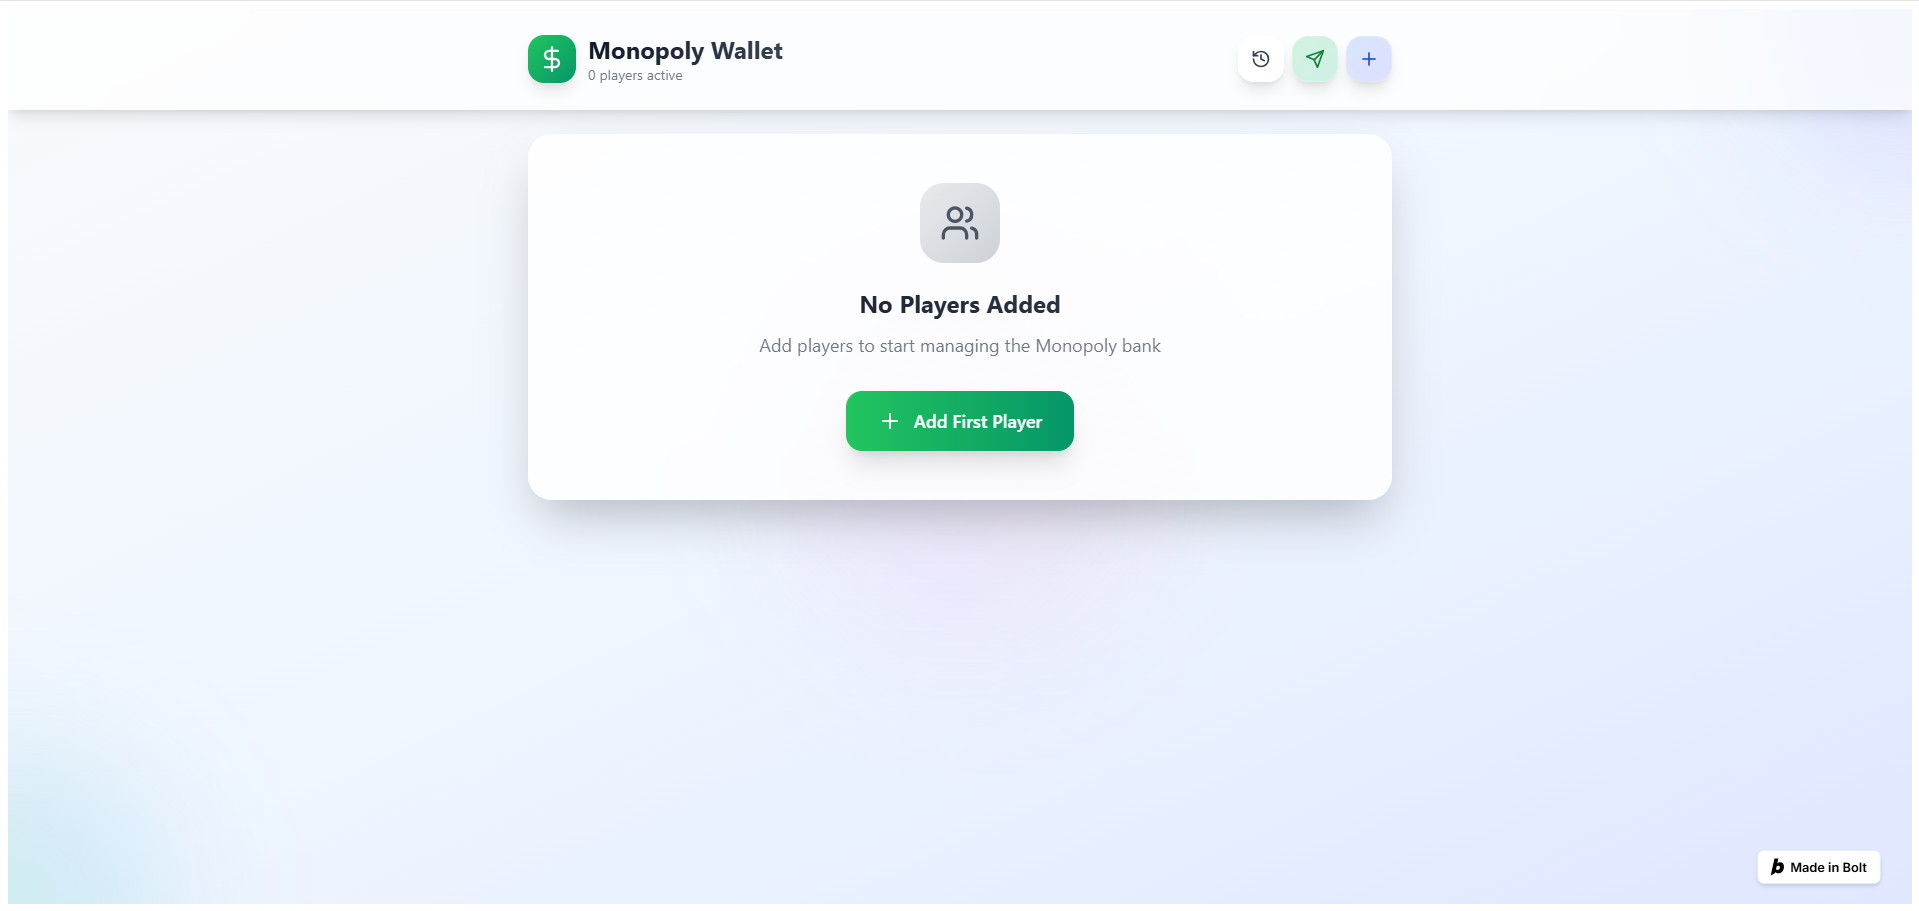 Monopoly Wallet
0 players active
No Players Added
Add players to start managing the Monopoly bank
Add First Player
Made in Bolt